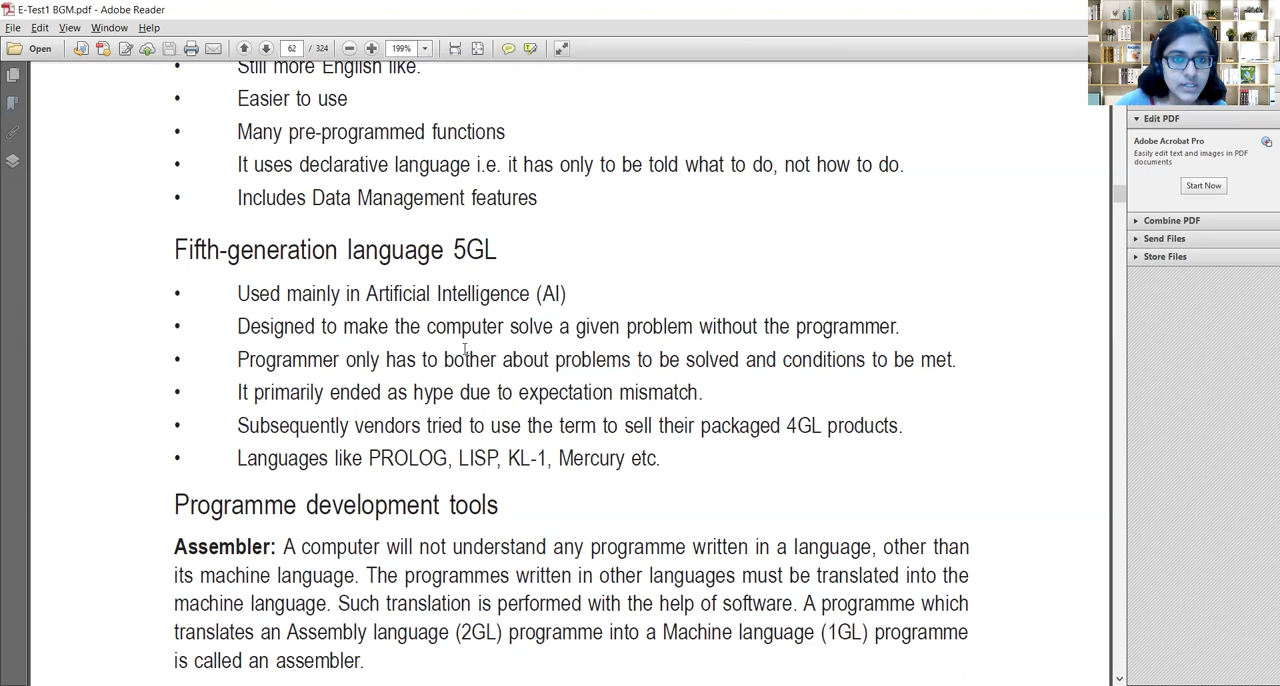 E-Test1 BGM.pdf - Adobe Reader
File Edit View Window Help
Open 62 / 324 199%
Still more English like.
• Easier to use
• Many pre-programmed functions
• It uses declarative language i.e. it has only to be told what to do, not how to do.
• Includes Data Management features
Fifth-generation language 5GL
• Used mainly in Artificial Intelligence (AI)
• Designed to make the computer solve a given problem without the programmer.
• Programmer only has to bother about problems to be solved and conditions to be met.
• It primarily ended as hype due to expectation mismatch.
• Subsequently vendors tried to use the term to sell their packaged 4GL products.
• Languages like PROLOG, LISP, KL-1, Mercury etc.
Programme development tools
Assembler: A computer will not understand any programme written in a language, other than
its machine language. The programmes written in other languages must be translated into the
machine language. Such translation is performed with the help of software. A programme which
translates an Assembly language (2GL) programme into a Machine language (1GL) programme
is called an assembler.
Edit PDF
Adobe Acrobat Pro
Easily edit text and images in PDF
documents
Start Now
Combine PDF
Send Files
Store Files